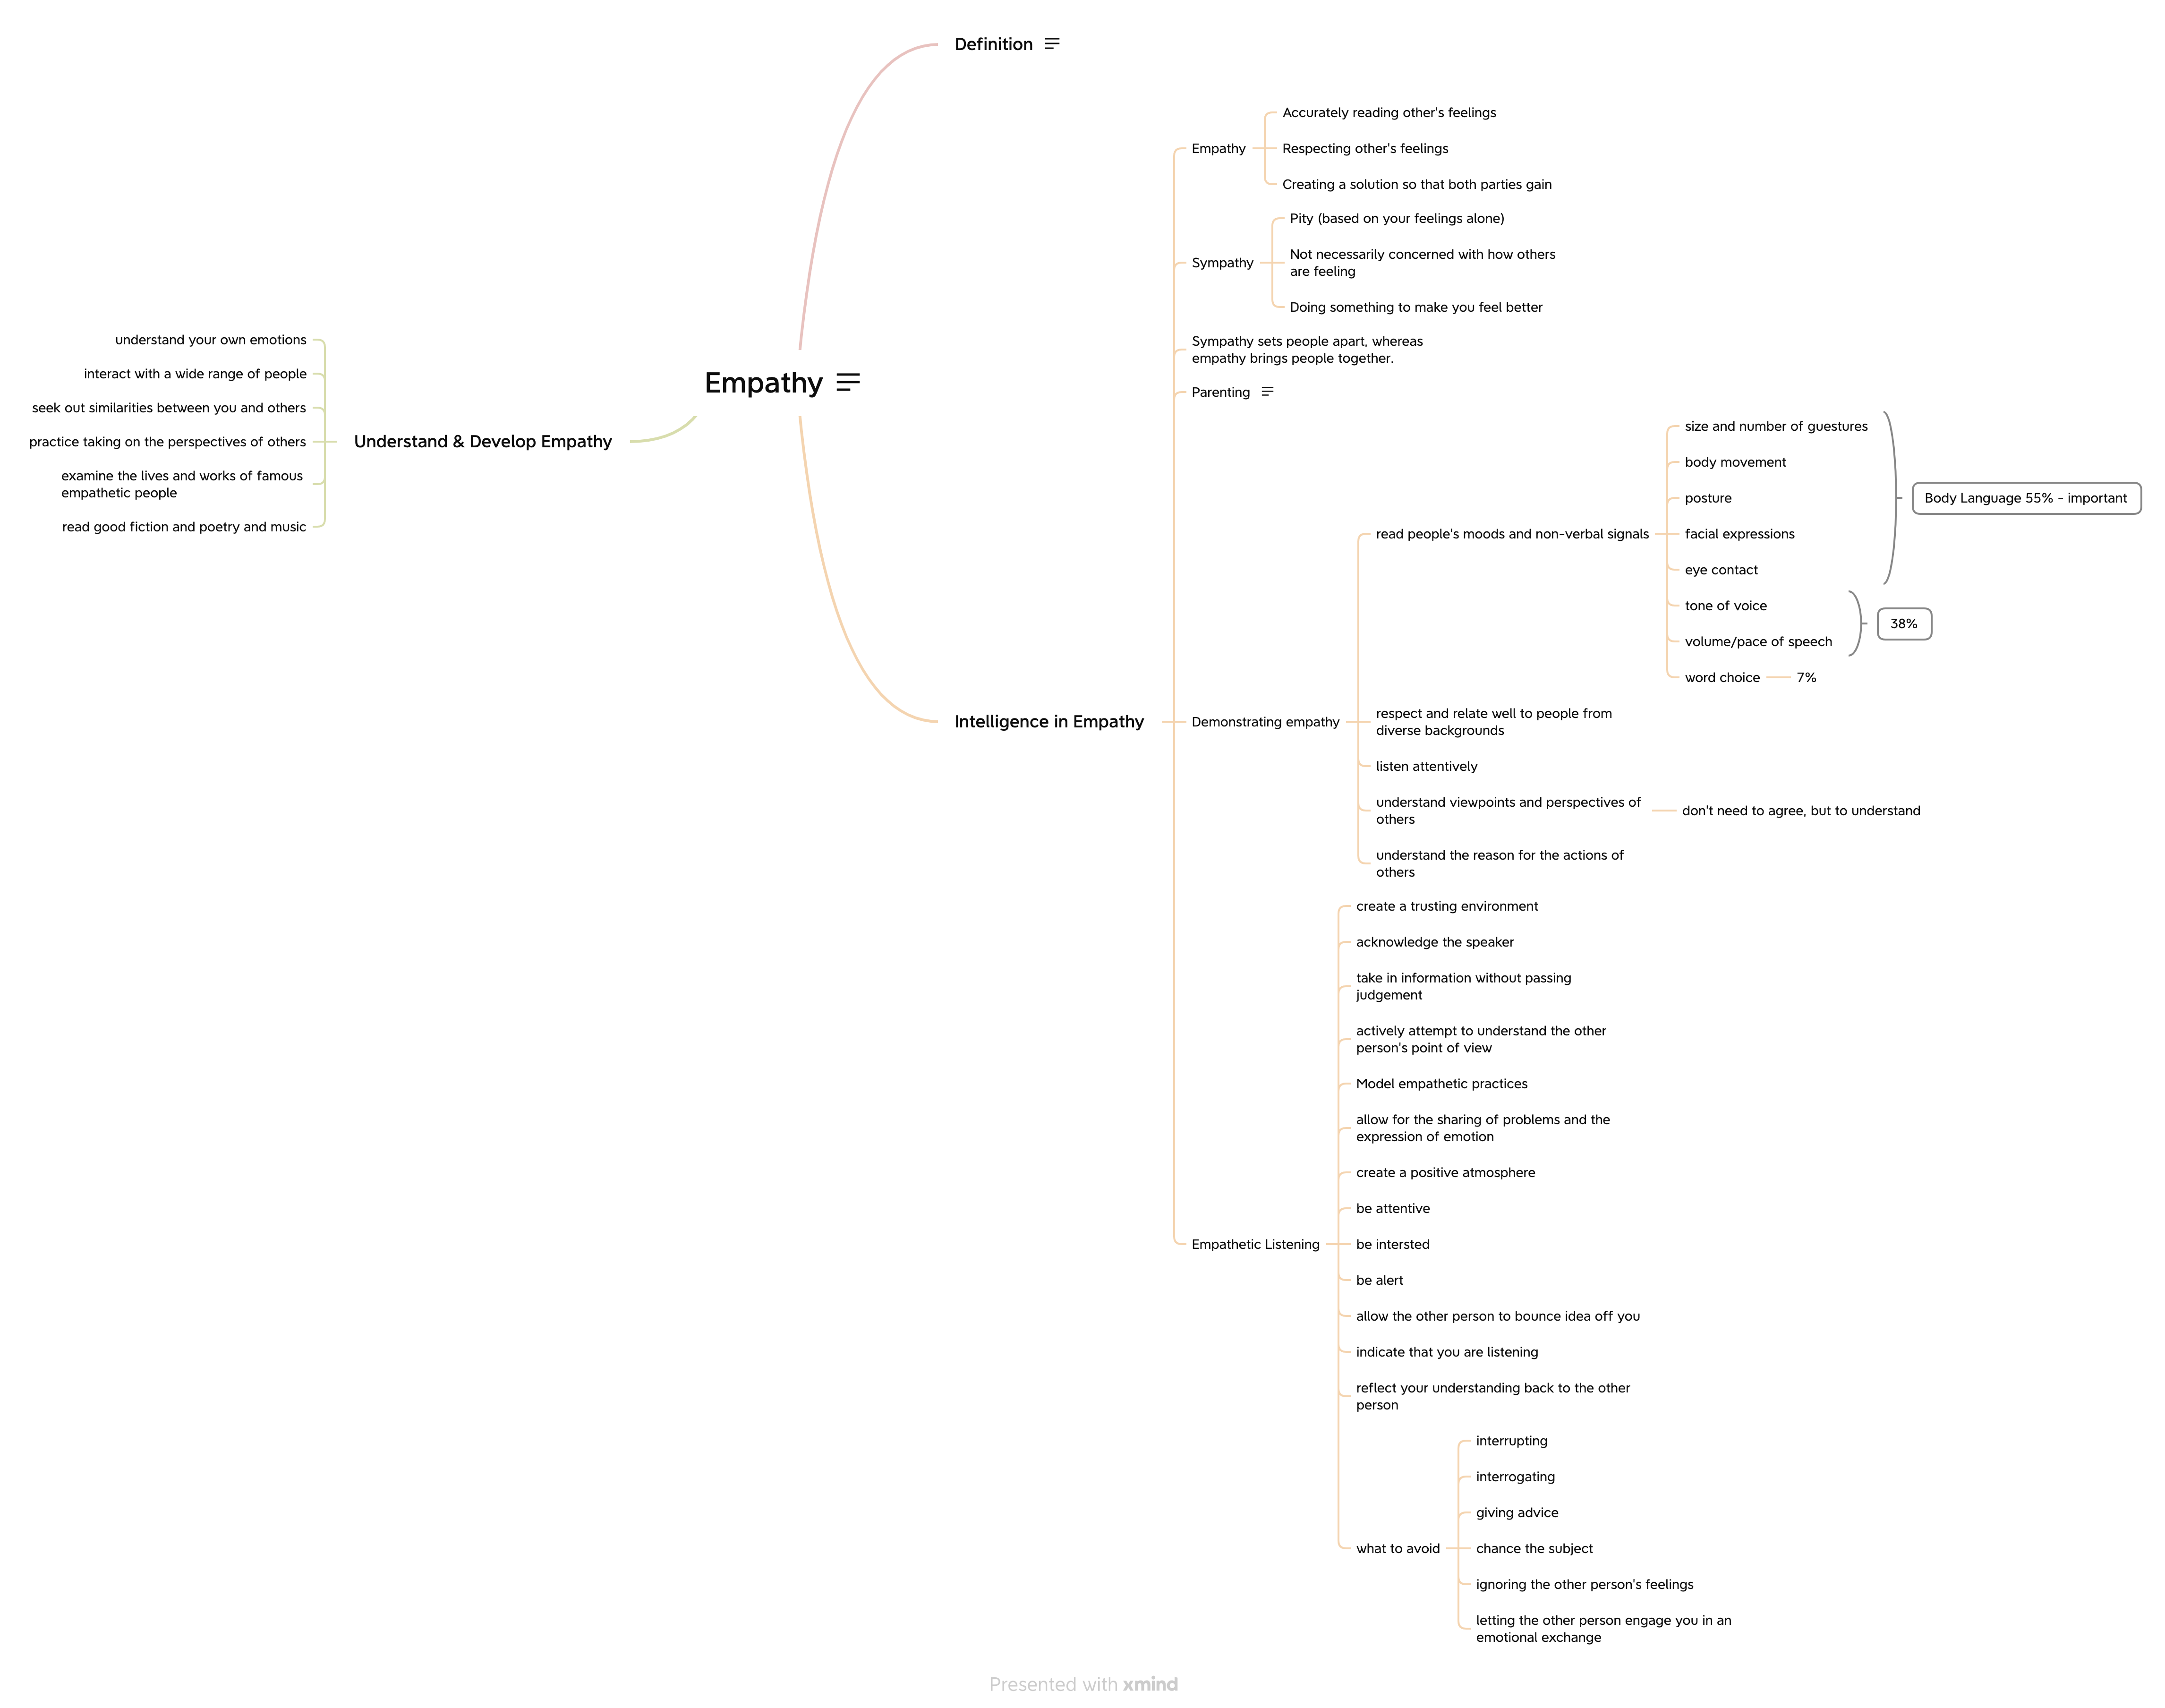 Definition
Accurately reading other's feelings
Empathy
Respecting other's feelings
Creating a solution so that both parties gain
Pity (based on your feelings alone)
Sympathy
Not necessarily concerned with how others
are feeling
Doing something to make you feel better
Sympathy sets people apart, whereas
empathy brings people together.
Parenting
Empathy
understand your own emotions
interact with a wide range of people
seek out similarities between you and others
practice taking on the perspectives of others
examine the lives and works of famous
empathetic people
read good fiction and poetry and music
Understand & Develop Empathy
size and number of guestures
body movement
posture
facial expressions
eye contact
Body Language 55% - important
read people's moods and non-verbal signals
tone of voice
volume/pace of speech
38%
word choice
7%
Intelligence in Empathy
Demonstrating empathy
respect and relate well to people from
diverse backgrounds
listen attentively
understand viewpoints and perspectives of
others
don't need to agree, but to understand
understand the reason for the actions of
others
create a trusting environment
acknowledge the speaker
take in information without passing
judgement
actively attempt to understand the other
person's point of view
Model empathetic practices
allow for the sharing of problems and the
expression of emotion
create a positive atmosphere
be attentive
Empathetic Listening
be intersted
be alert
allow the other person to bounce idea off you
indicate that you are listening
reflect your understanding back to the other
person
what to avoid
interrupting
interrogating
giving advice
chance the subject
ignoring the other person's feelings
letting the other person engage you in an
emotional exchange
Presented with xmind